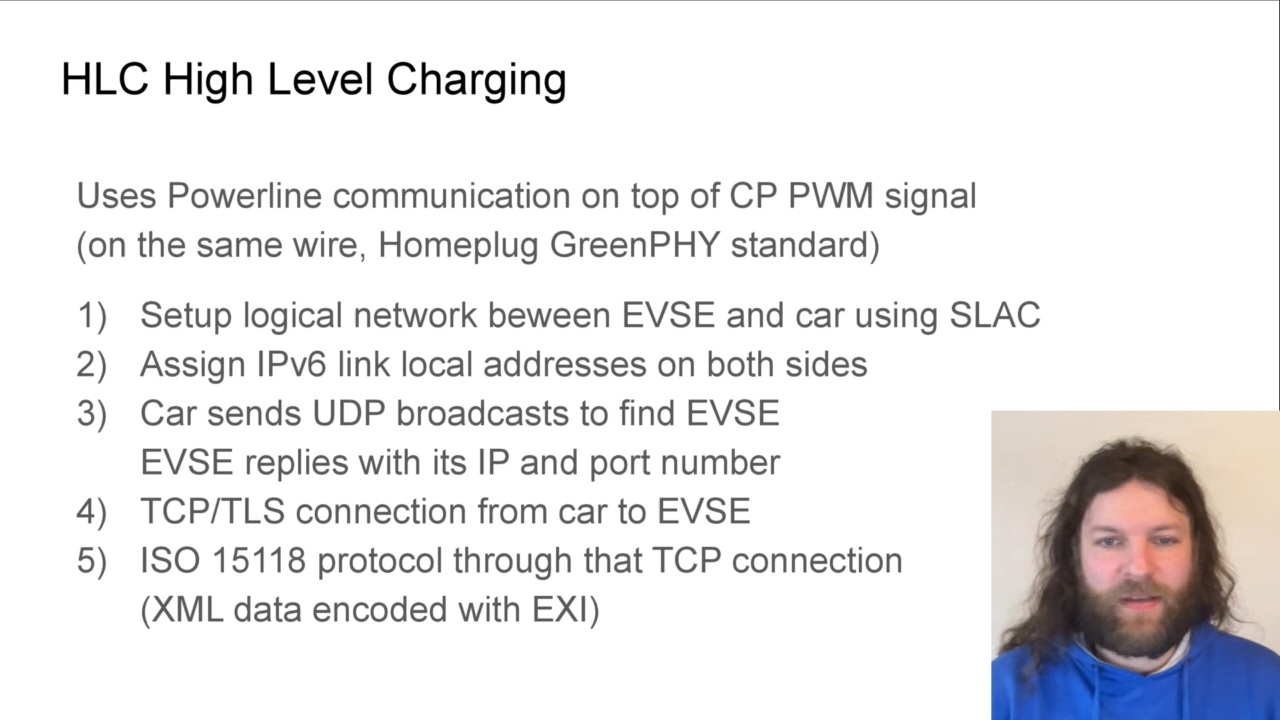 HLC High Level Charging
Uses Powerline communication on top of CP PWM signal
(on the same wire, Homeplug GreenPHY standard)
1) Setup logical network beween EVSE and car using SLAC
2) Assign IPv6 link local addresses on both sides
3) Car sends UDP broadcasts to find EVSE
EVSE replies with its IP and port number
4) TCP/TLS connection from car to EVSE
5) ISO 15118 protocol through that TCP connection
(XML data encoded with EXI)